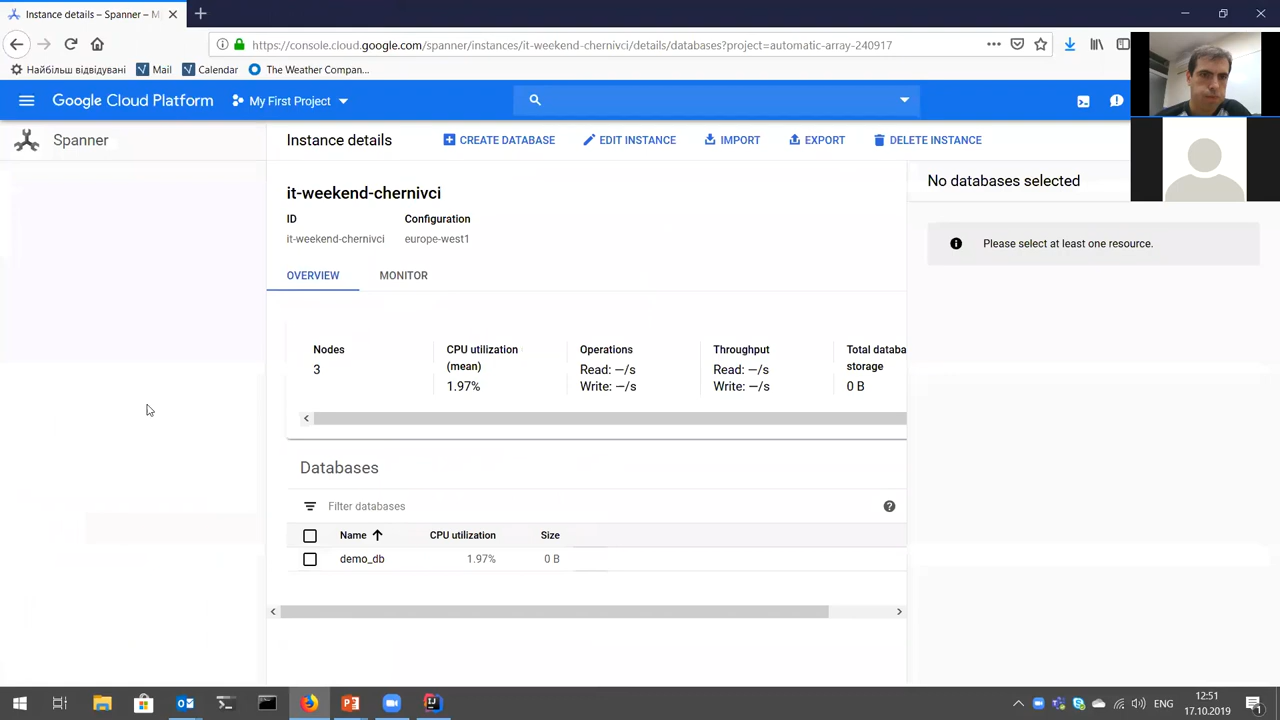 Instance details – Spanner – M
https://console.cloud.google.com/spanner/instances/it-weekend-chernivci/details/databases?project=automatic-array-240917
Найбільш відвідувані
Mail
Calendar
The Weather Compan...
Google Cloud Platform
My First Project
Spanner
Instance details
CREATE DATABASE
EDIT INSTANCE
IMPORT
EXPORT
DELETE INSTANCE
it-weekend-chernivci
ID
Configuration
it-weekend-chernivci
europe-west1
OVERVIEW
MONITOR
Nodes
3
CPU utilization
(mean)
1.97%
Operations
Read: —/s
Write: —/s
Throughput
Read: —/s
Write: —/s
Total databa
storage
0 B
Databases
Filter databases
Name
CPU utilization
Size
demo_db
1.97%
0 B
No databases selected
Please select at least one resource.
ENG
12:51
17.10.2019